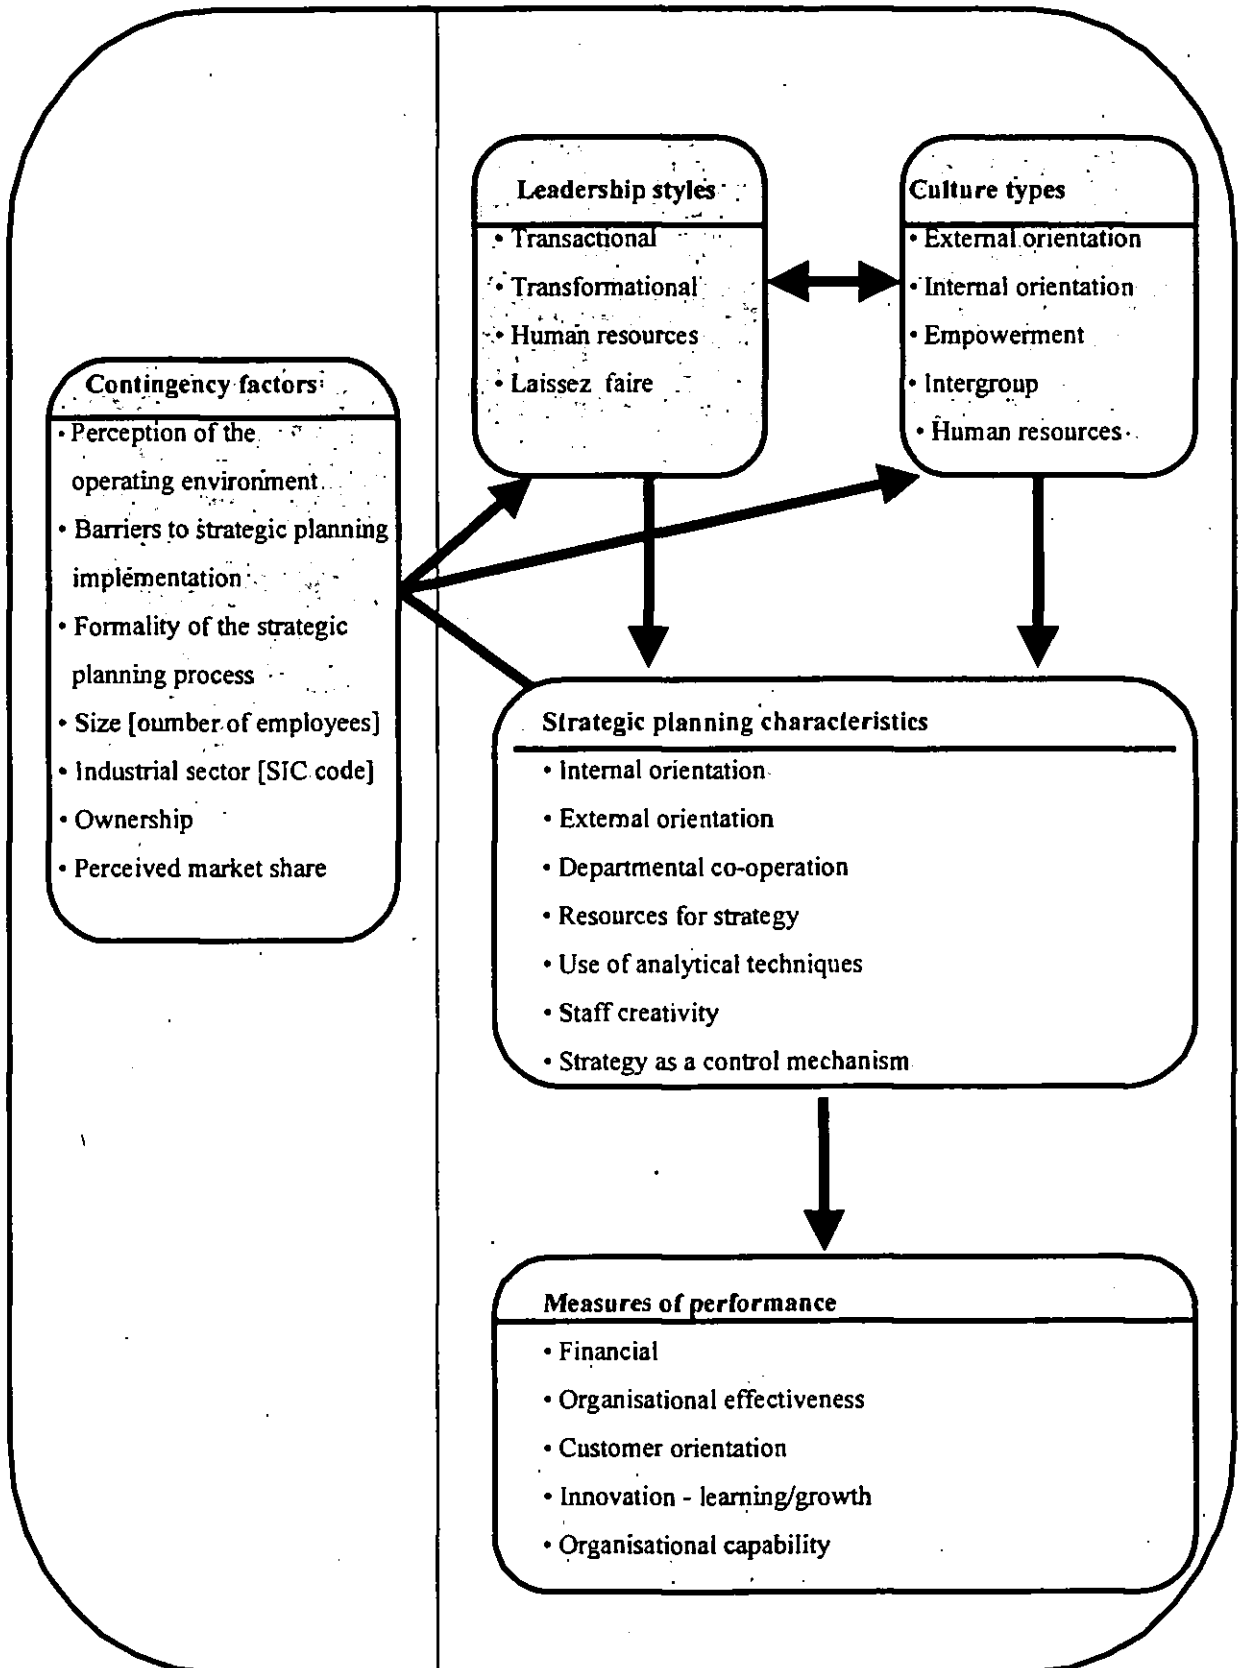 Leadership styles
• Transactional
• Transformational
• Human resources
• Laissez faire
Culture types
• External orientation
• Internal orientation
• Empowerment
• Intergroup
• Human resources
Contingency factors
• Perception of the
operating environment
• Barriers to strategic planning
implementation
• Formality of the strategic
planning process
• Size [oumber of employees]
• Industrial sector [SIC code]
• Ownership
• Perceived market share
Strategic planning characteristics
• Internal orientation
• External orientation
• Departmental co-operation
• Resources for strategy
• Use of analytical techniques
• Staff creativity
• Strategy as a control mechanism
Measures of performance
• Financial
• Organisational effectiveness
• Customer orientation
• Innovation - learning/growth
• Organisational capability